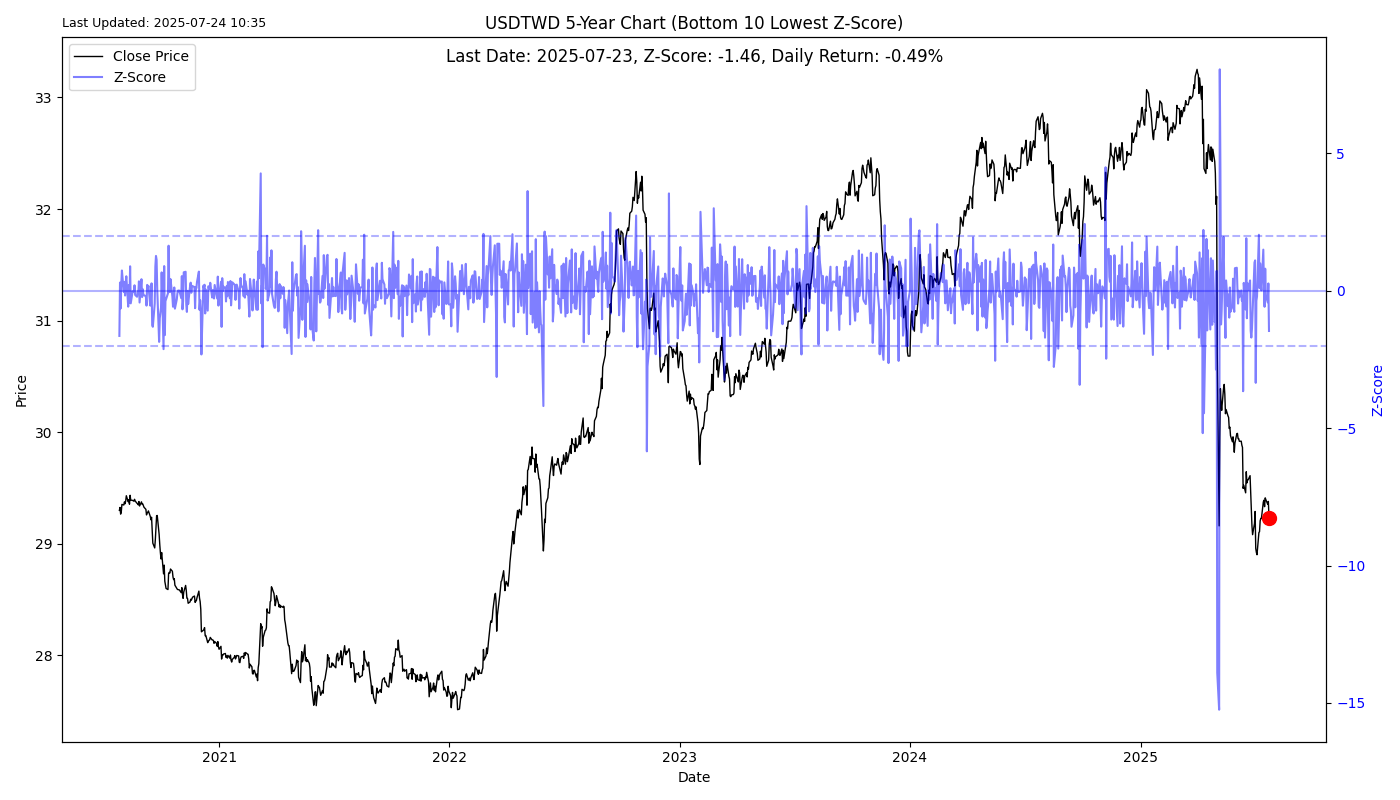 Last Updated: 2025-07-24 10:35
USDTWD 5-Year Chart (Bottom 10 Lowest Z-Score)
Last Date: 2025-07-23, Z-Score: -1.46, Daily Return: -0.49%
Close Price
Z-Score
33
32
31
30
29
28
Price
5
0
−5
−10
−15
Z-Score
2021
2022
2023
2024
2025
Date